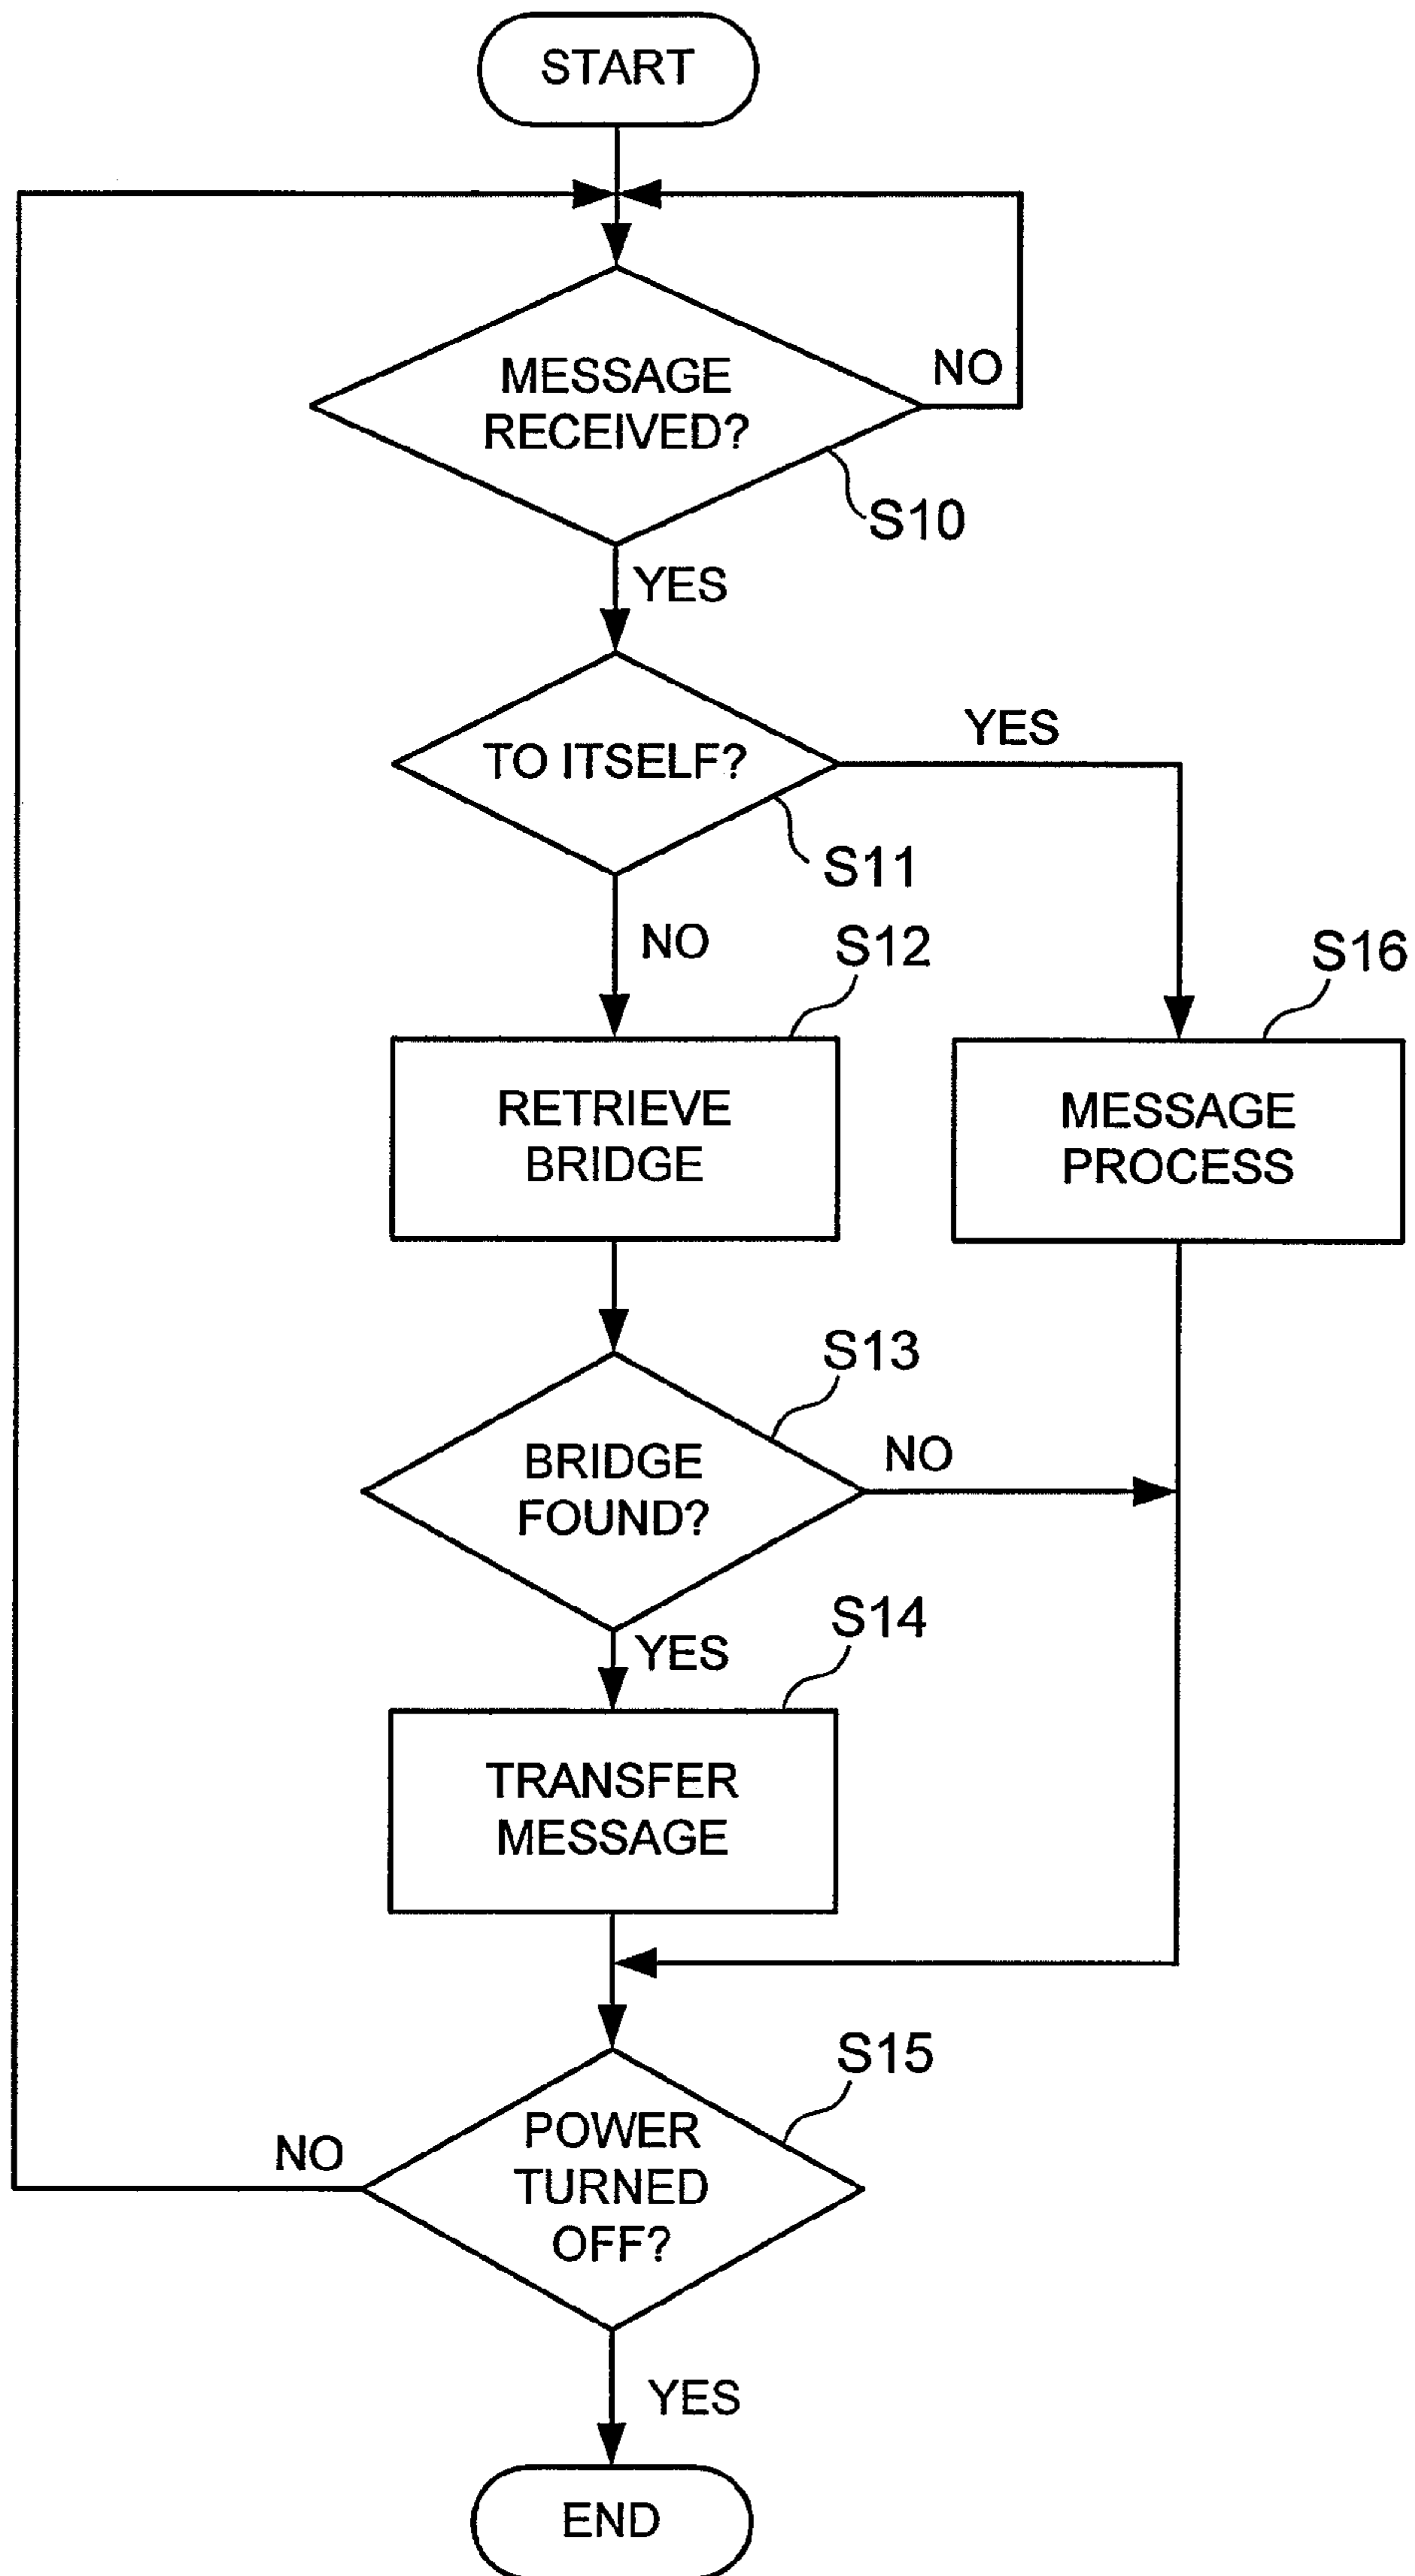 START
MESSAGE
RECEIVED?
NO
S10
YES
TO ITSELF?
YES
S11
NO
S12
S16
RETRIEVE
BRIDGE
MESSAGE
PROCESS
S13
BRIDGE
FOUND?
NO
S14
YES
TRANSFER
MESSAGE
S15
POWER
TURNED
OFF?
NO
YES
END